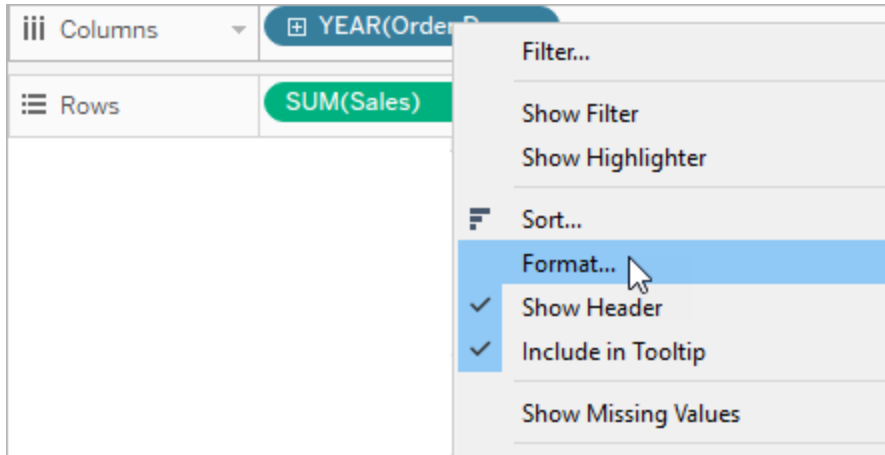 Columns
YEAR(Order D
Rows
SUM(Sales)
Filter...
Show Filter
Show Highlighter
Sort...
Format...
Show Header
Include in Tooltip
Show Missing Values